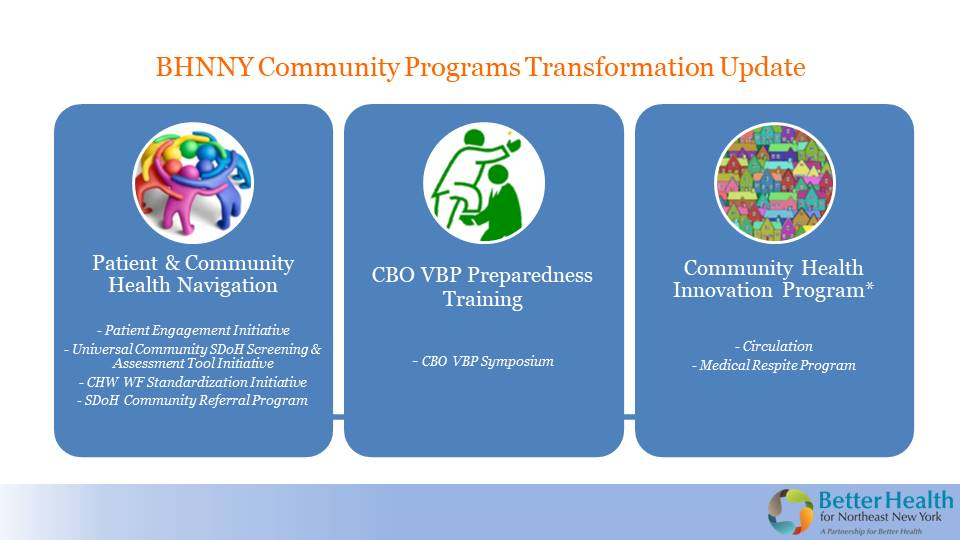 BHNNY Community Programs Transformation Update
Patient & Community
Health Navigation
- Patient Engagement Initiative
- Universal Community SDoH Screening &
Assessment Tool Initiative
- CHW WF Standardization Initiative
- SDoH Community Referral Program
CBO VBP Preparedness
Training
- CBO VBP Symposium
Community Health
Innovation Program*
- Circulation
- Medical Respite Program
Better Health
for Northeast New York
A Partnership for Better Health